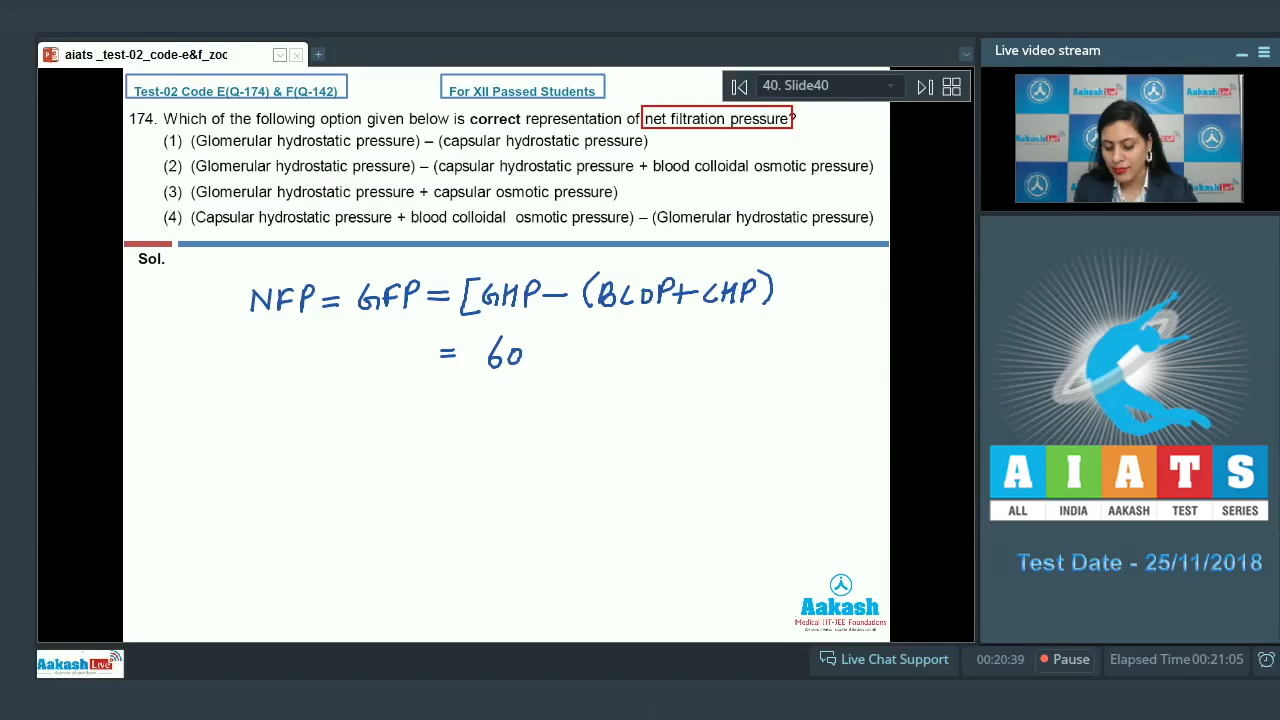 aiats _test-02_code-e&f_zoc
Live video stream
Test-02 Code E(Q-174) & F(Q-142)
For XII Passed Students
40. Slide40
174. Which of the following option given below is correct representation of net filtration pressure?
(1) (Glomerular hydrostatic pressure) – (capsular hydrostatic pressure)
(2) (Glomerular hydrostatic pressure) – (capsular hydrostatic pressure + blood colloidal osmotic pressure)
(3) (Glomerular hydrostatic pressure + capsular osmotic pressure)
(4) (Capsular hydrostatic pressure + blood colloidal osmotic pressure) – (Glomerular hydrostatic pressure)
Sol.
NFP = GFP = [GHP – (BCOP + CHP)
= 60
A I A T S
ALL INDIA AAKASH TEST SERIES
Test Date - 25/11/2018
Aakash
Medical|IIT-JEE|Foundations
Aakash Live
Live Chat Support
00:20:39
Pause
Elapsed Time 00:21:05